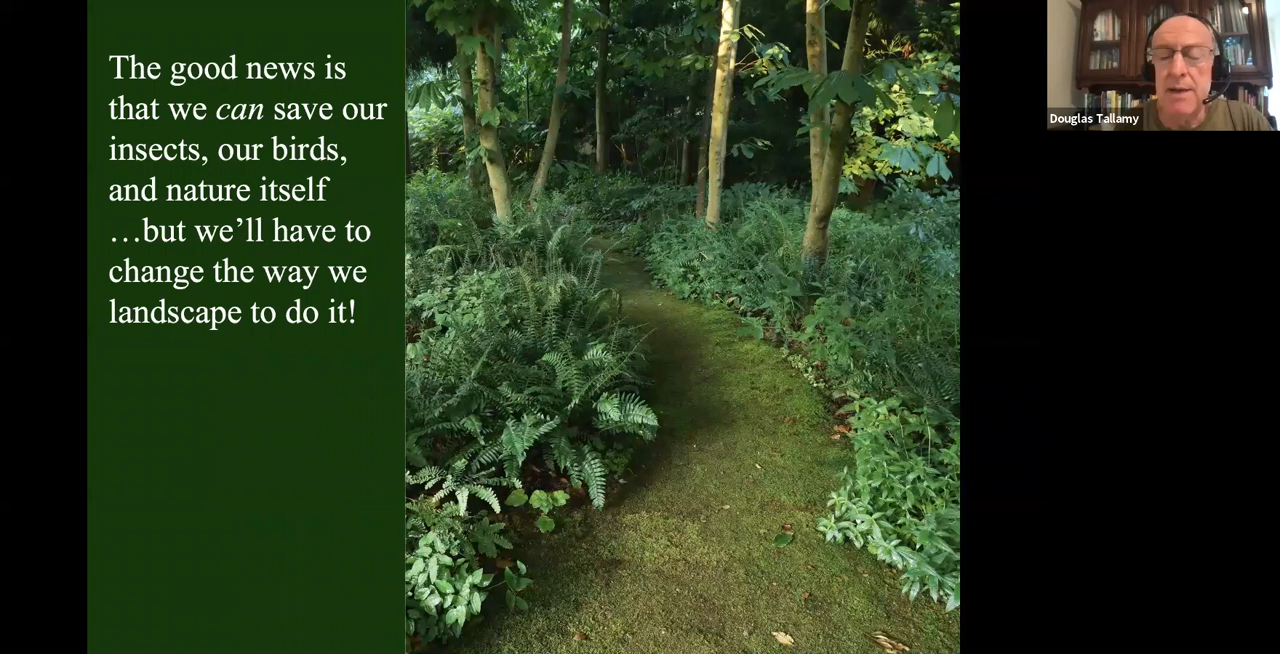 The good news is
that we can save our
insects, our birds,
and nature itself
…but we’ll have to
change the way we
landscape to do it!
Douglas Tallamy